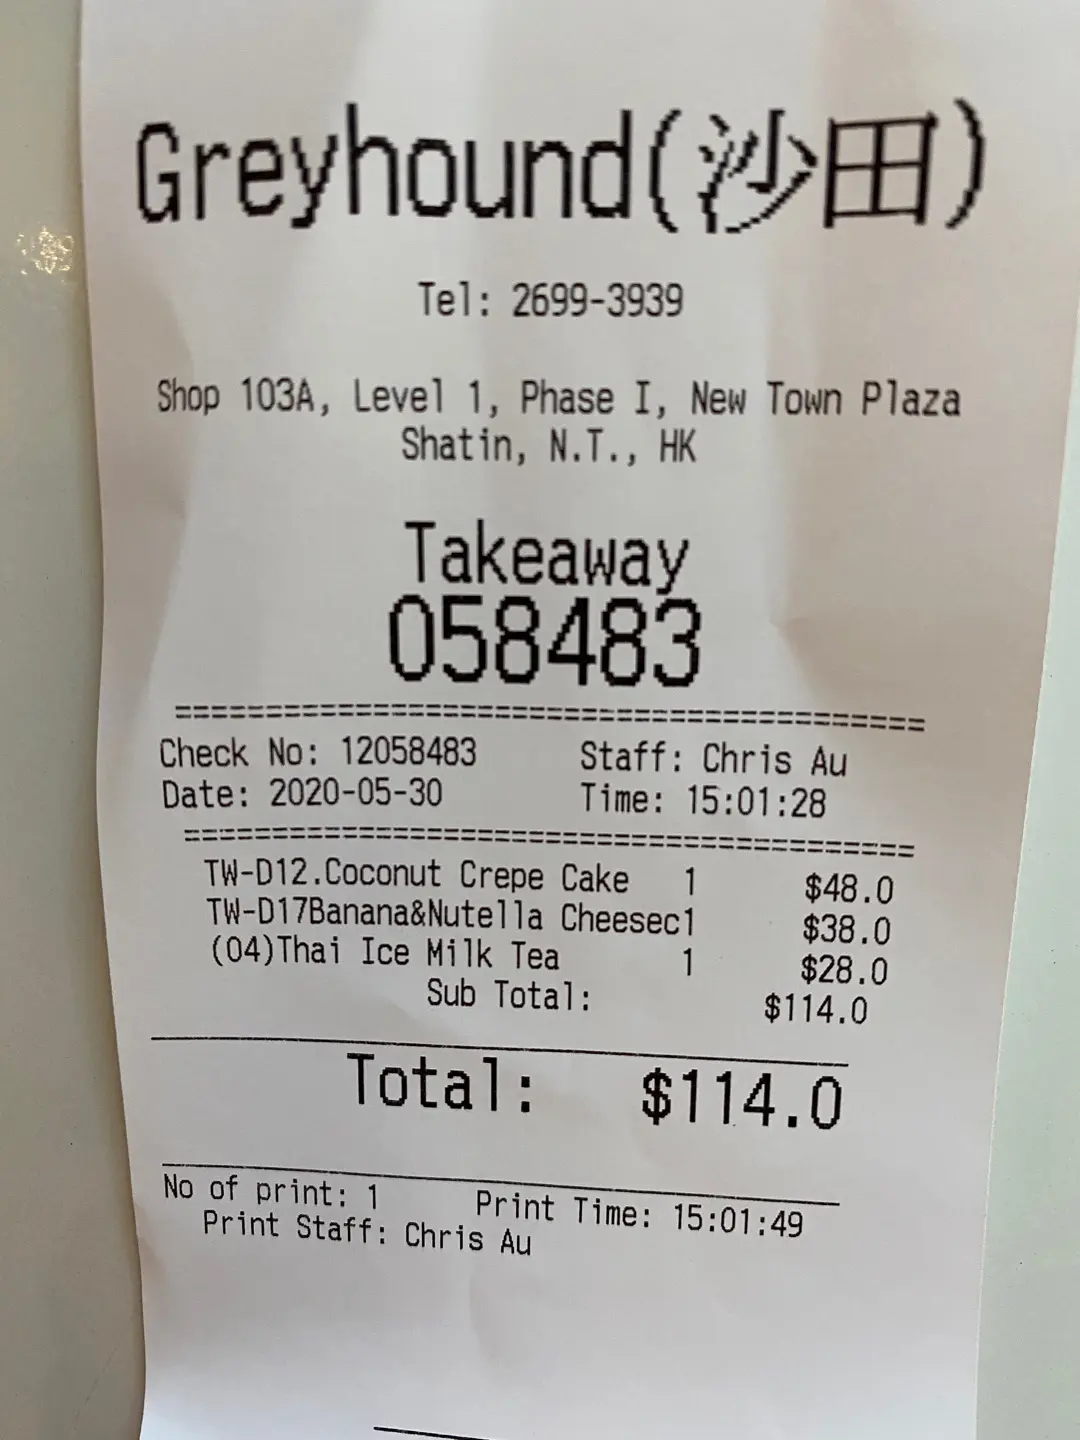 Greyhound(沙田)
Tel: 2699-3939
Shop 103A, Level 1, Phase I, New Town Plaza
Shatin, N.T., HK
Takeaway
058483
=========================================
Check No: 12058483 Staff: Chris Au
Date: 2020-05-30 Time: 15:01:28
=========================================
TW-D12.Coconut Crepe Cake 1 $48.0
TW-D17Banana&Nutella Cheesec1 $38.0
(04)Thai Ice Milk Tea 1 $28.0
Sub Total: $114.0
Total: $114.0
No of print: 1 Print Time: 15:01:49
Print Staff: Chris Au